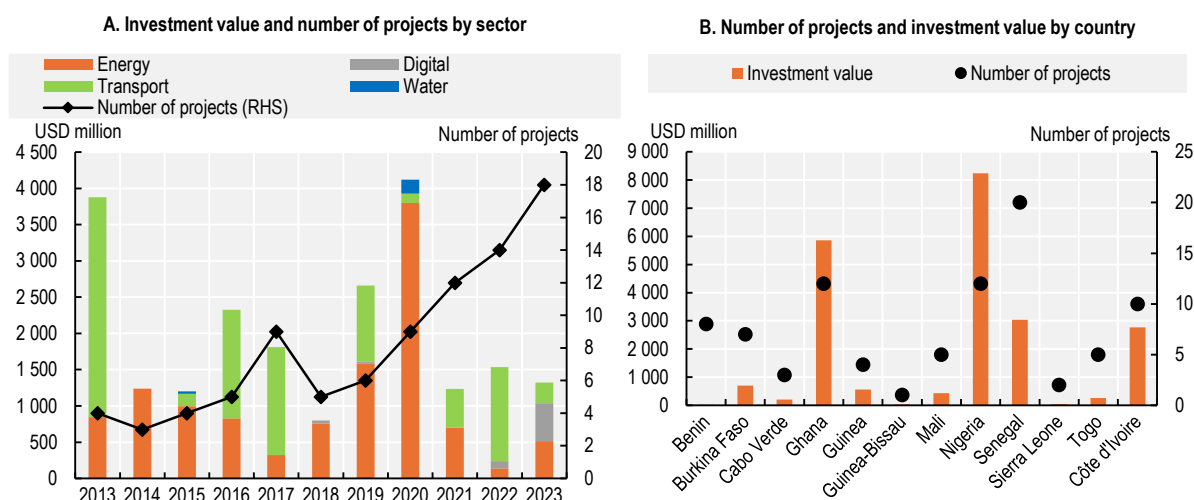 A. Investment value and number of projects by sector
Energy
Digital
Transport
Water
Number of projects (RHS)
USD million
Number of projects
4 500
4 000
3 500
3 000
2 500
2 000
1 500
1 000
500
0
20
18
16
14
12
10
8
6
4
2
0
2013 2014 2015 2016 2017 2018 2019 2020 2021 2022 2023
B. Number of projects and investment value by country
Investment value
Number of projects
USD million
Number of projects
9 000
8 000
7 000
6 000
5 000
4 000
3 000
2 000
1 000
0
25
20
15
10
5
0
Benin
Burkina Faso
Cabo Verde
Ghana
Guinea
Guinea-Bissau
Mali
Nigeria
Senegal
Sierra Leone
Togo
Côte d'Ivoire